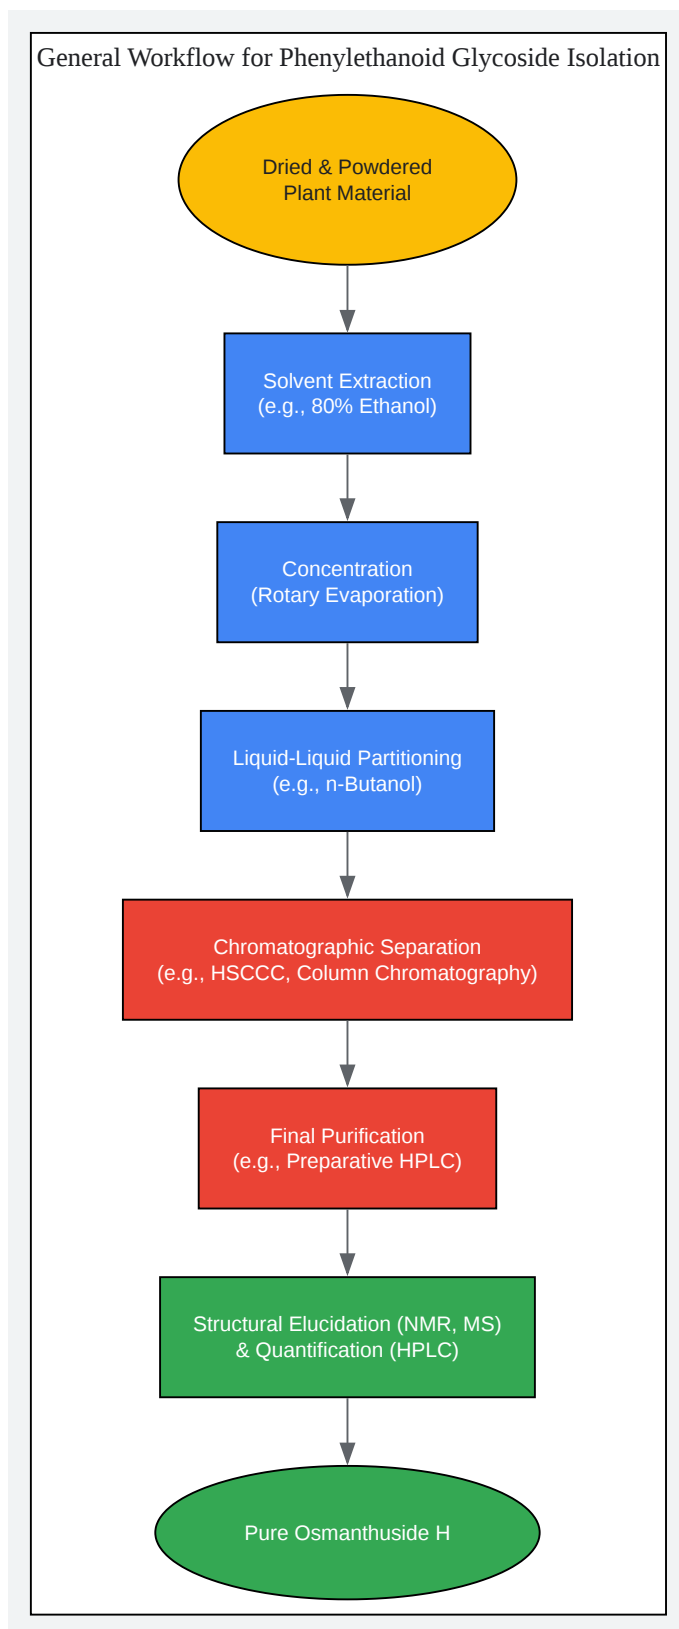 General Workflow for Phenylethanoid Glycoside Isolation
Dried & Powdered
Plant Material
Solvent Extraction
(e.g., 80% Ethanol)
Concentration
(Rotary Evaporation)
Liquid-Liquid Partitioning
(e.g., n-Butanol)
Chromatographic Separation
(e.g., HSCCC, Column Chromatography)
Final Purification
(e.g., Preparative HPLC)
Structural Elucidation (NMR, MS)
& Quantification (HPLC)
Pure Osmanthuside H